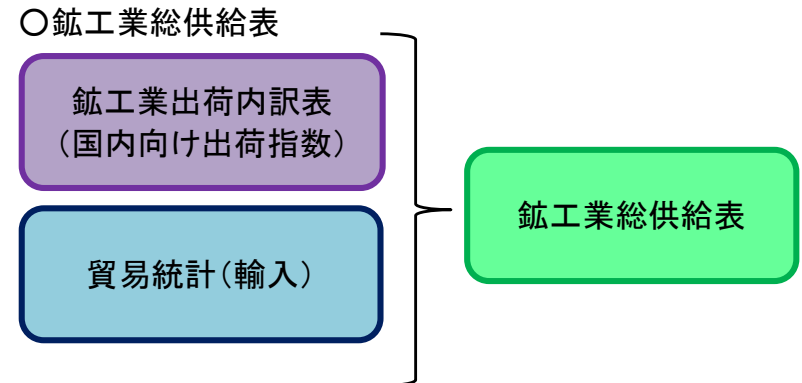 〇鉱工業総供給表
鉱工業出荷内訳表
（国内向け出荷指数）
貿易統計（輸入）
鉱工業総供給表